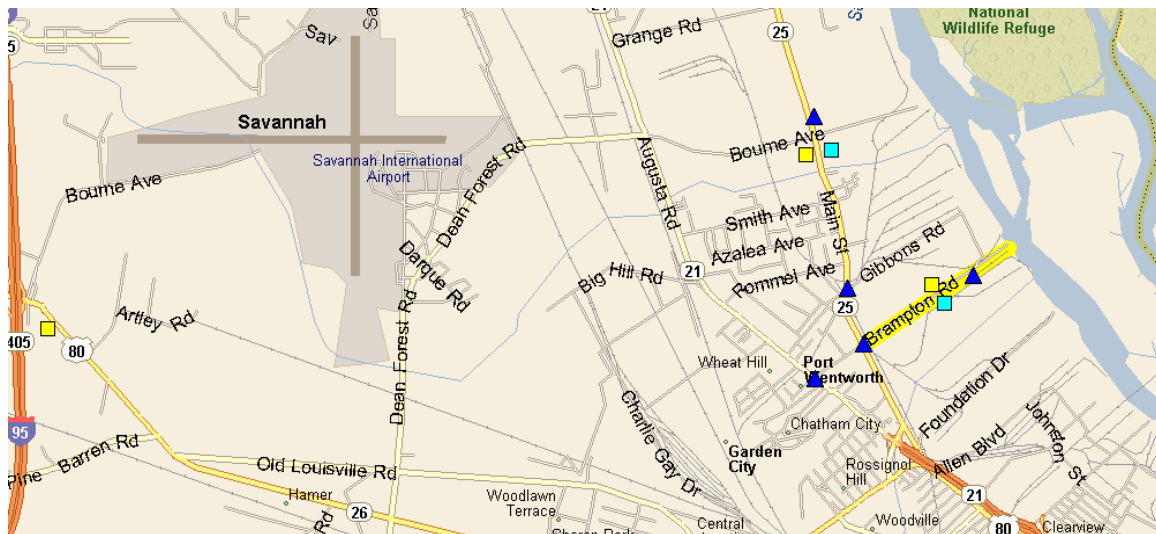 National
Wildlife Refuge
21
Sav
Sa
Sa
25
Grange Rd
Savannah
Savannah International
Airport
Bourne Ave
Bourne Ave
Dean Forest Rd
Augusta Rd
Main St
Smith Ave
Azalea Ave
Gibbons Rd
Darque Rd
Big Hill Rd
21
Rommel Ave
25
Brampton Rd
Artley Rd
405
80
Dean Forest Rd
Wheat Hill
Port
Wentworth
Foundation Dr
Charlie Gay Dr
Chatham City
Johnston St
95
Pine Barren Rd
Garden
City
Allen Blvd
Old Louisville Rd
Rossignol
Hill
Hamer
Woodlawn
Terrace
21
26
Rd
Central
Woodville
80
Clearview